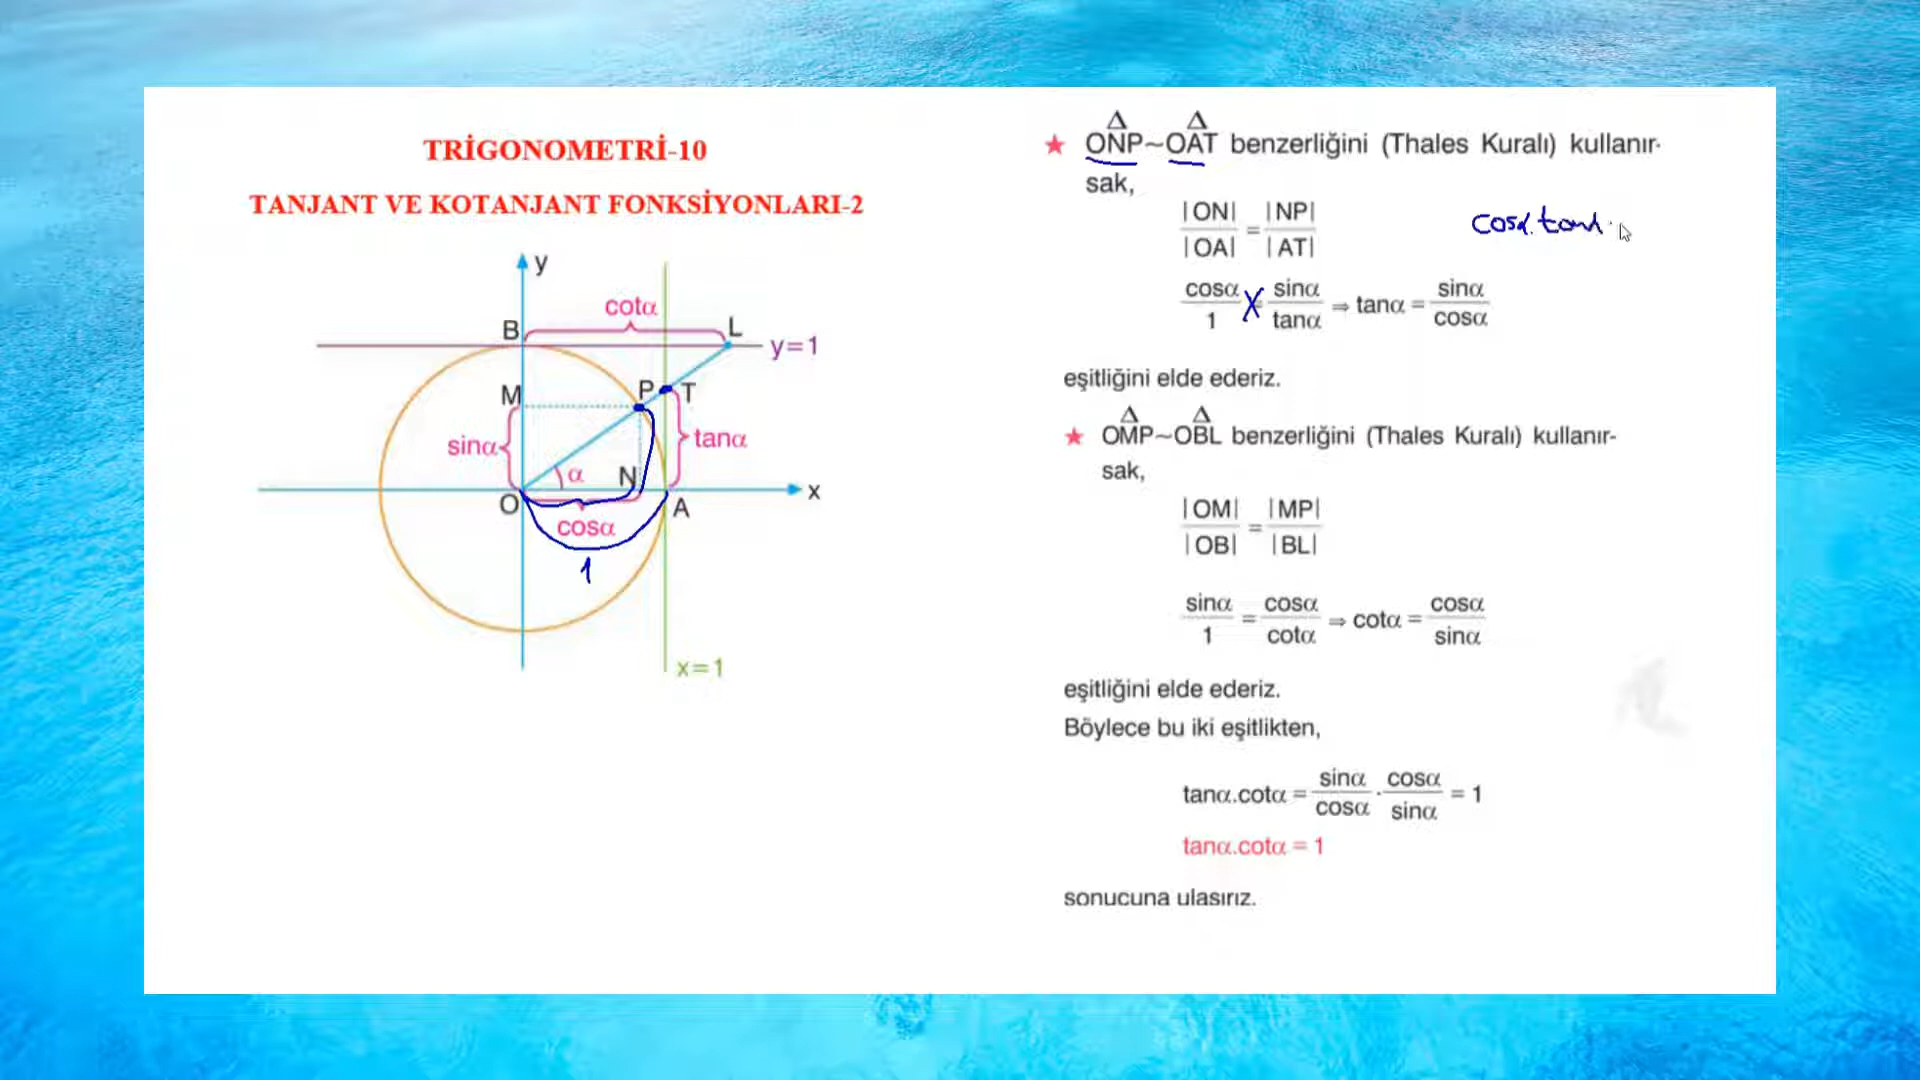 TRİGONOMETRİ-10
TANJANT VE KOTANJANT FONKSİYONLARI-2
y
cotα
B
L
y=1
M
P
T
sinα
tanα
α
N
x
O
cosα
A
1
x=1
★ ONP~OAT benzerliğini (Thales Kuralı) kullanır-
sak,
|ON| / |OA| = |NP| / |AT|
cosα.tanα
cosα / 1 = sinα / tanα ⇒ tanα = sinα / cosα
eşitliğini elde ederiz.
★ OMP~OBL benzerliğini (Thales Kuralı) kullanır-
sak,
|OM| / |OB| = |MP| / |BL|
sinα / 1 = cosα / cotα ⇒ cotα = cosα / sinα
eşitliğini elde ederiz.
Böylece bu iki eşitlikten,
tanα.cotα = sinα / cosα . cosα / sinα = 1
tanα.cotα = 1
sonucuna ulasırız.